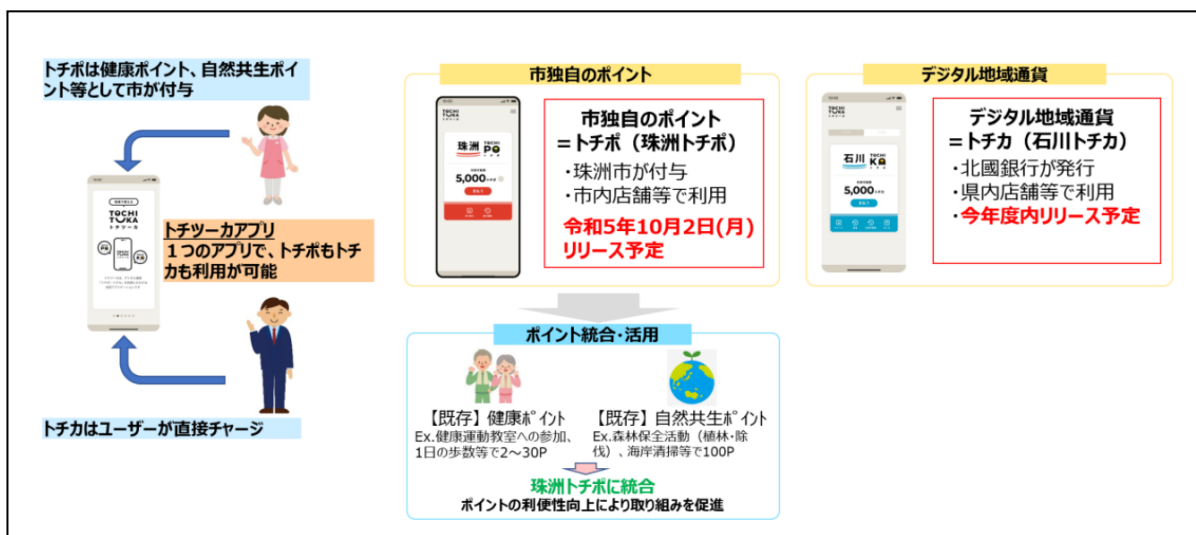 トチポは健康ポイント、自然共生ポイ
ント等として市が付与
TOCHI
TUKA
トチツーカ
トチツーカアプリ
1つのアプリで、トチポもトチ
カも利用が可能
トチカはユーザーが直接チャージ
市独自のポイント
TOCHI
TUKA
珠洲 TOCHI PO
5,000
市独自のポイント
=トチポ(珠洲トチポ)
・珠洲市が付与
・市内店舗等で利用
令和5年10月2日(月)
リリース予定
デジタル地域通貨
TOCHI
TUKA
石川 TOCHI KA
5,000
デジタル地域通貨
=トチカ(石川トチカ)
・北國銀行が発行
・県内店舗等で利用
・今年度内リリース予定
ポイント統合・活用
【既存】健康ポイント
Ex.健康運動教室への参加、
1日の歩数等で2～30P
【既存】自然共生ポイント
Ex.森林保全活動(植林・除
伐)、海岸清掃等で100P
珠洲トチポに統合
ポイントの利便性向上により取り組みを促進